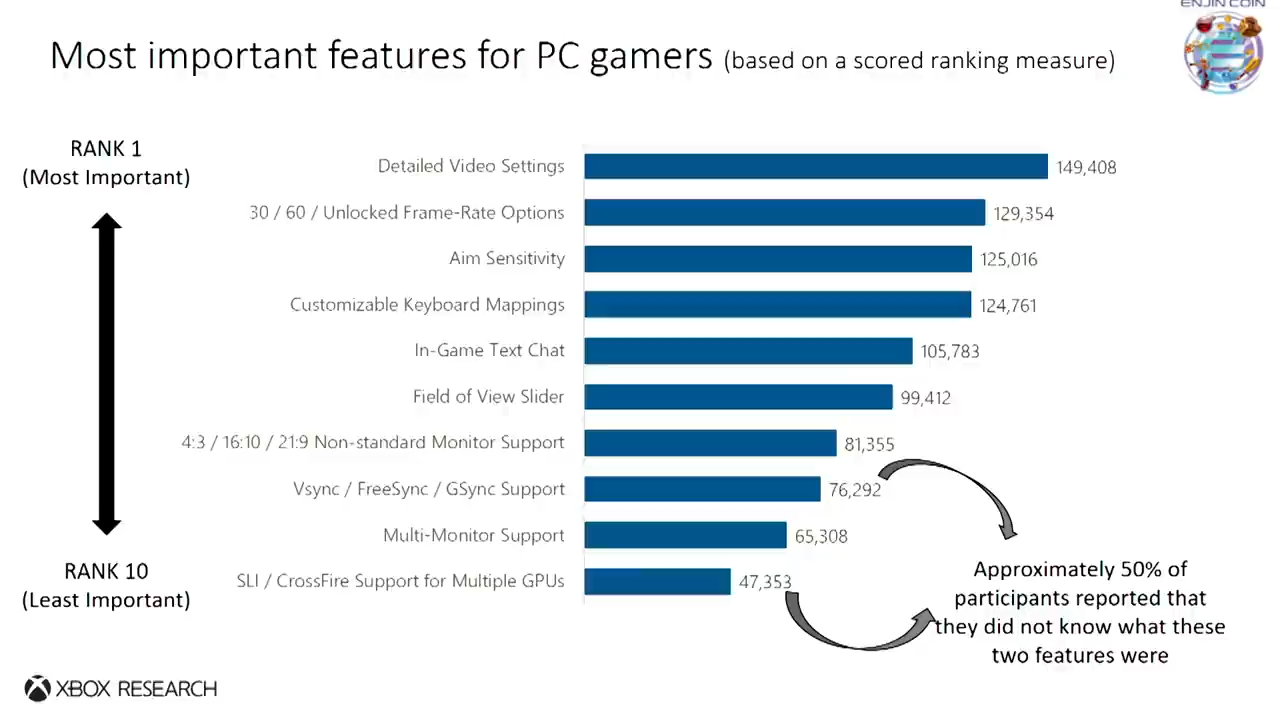 ENJIN COIN
Most important features for PC gamers (based on a scored ranking measure)
RANK 1
(Most Important)
Detailed Video Settings 149,408
30 / 60 / Unlocked Frame-Rate Options 129,354
Aim Sensitivity 125,016
Customizable Keyboard Mappings 124,761
In-Game Text Chat 105,783
Field of View Slider 99,412
4:3 / 16:10 / 21:9 Non-standard Monitor Support 81,355
Vsync / FreeSync / GSync Support 76,292
Multi-Monitor Support 65,308
SLI / CrossFire Support for Multiple GPUs 47,353
RANK 10
(Least Important)
Approximately 50% of
participants reported that
they did not know what these
two features were
XBOX RESEARCH